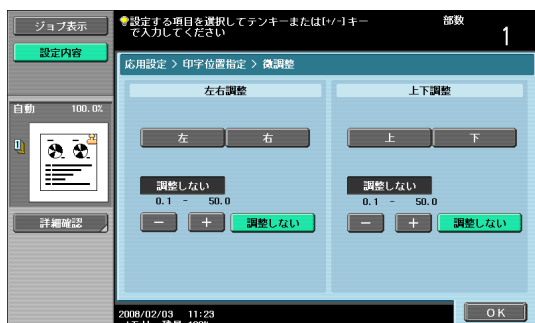 ジョブ表示
設定内容
設定する項目を選択してテンキーまたは[+/-]キー
で入力してください
部数
1
応用設定 > 印字位置指定 > 微調整
自動 100.0%
詳細確認
左右調整
左 右
調整しない
0.1 - 50.0
- + 調整しない
上下調整
上 下
調整しない
0.1 - 50.0
- + 調整しない
2008/02/03 11:23
OK